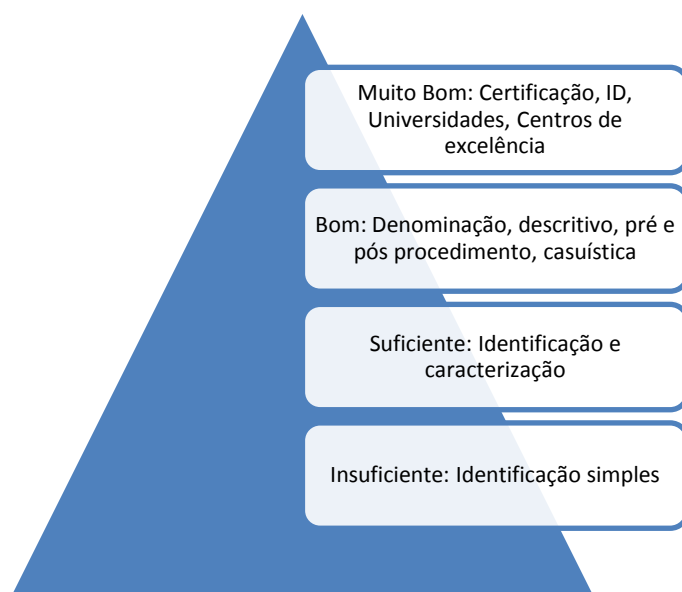 Muito Bom: Certificação, ID,
Universidades, Centros de
excelência
Bom: Denominação, descritivo, pré e
pós procedimento, casuística
Suficiente: Identificação e
caracterização
Insuficiente: Identificação simples